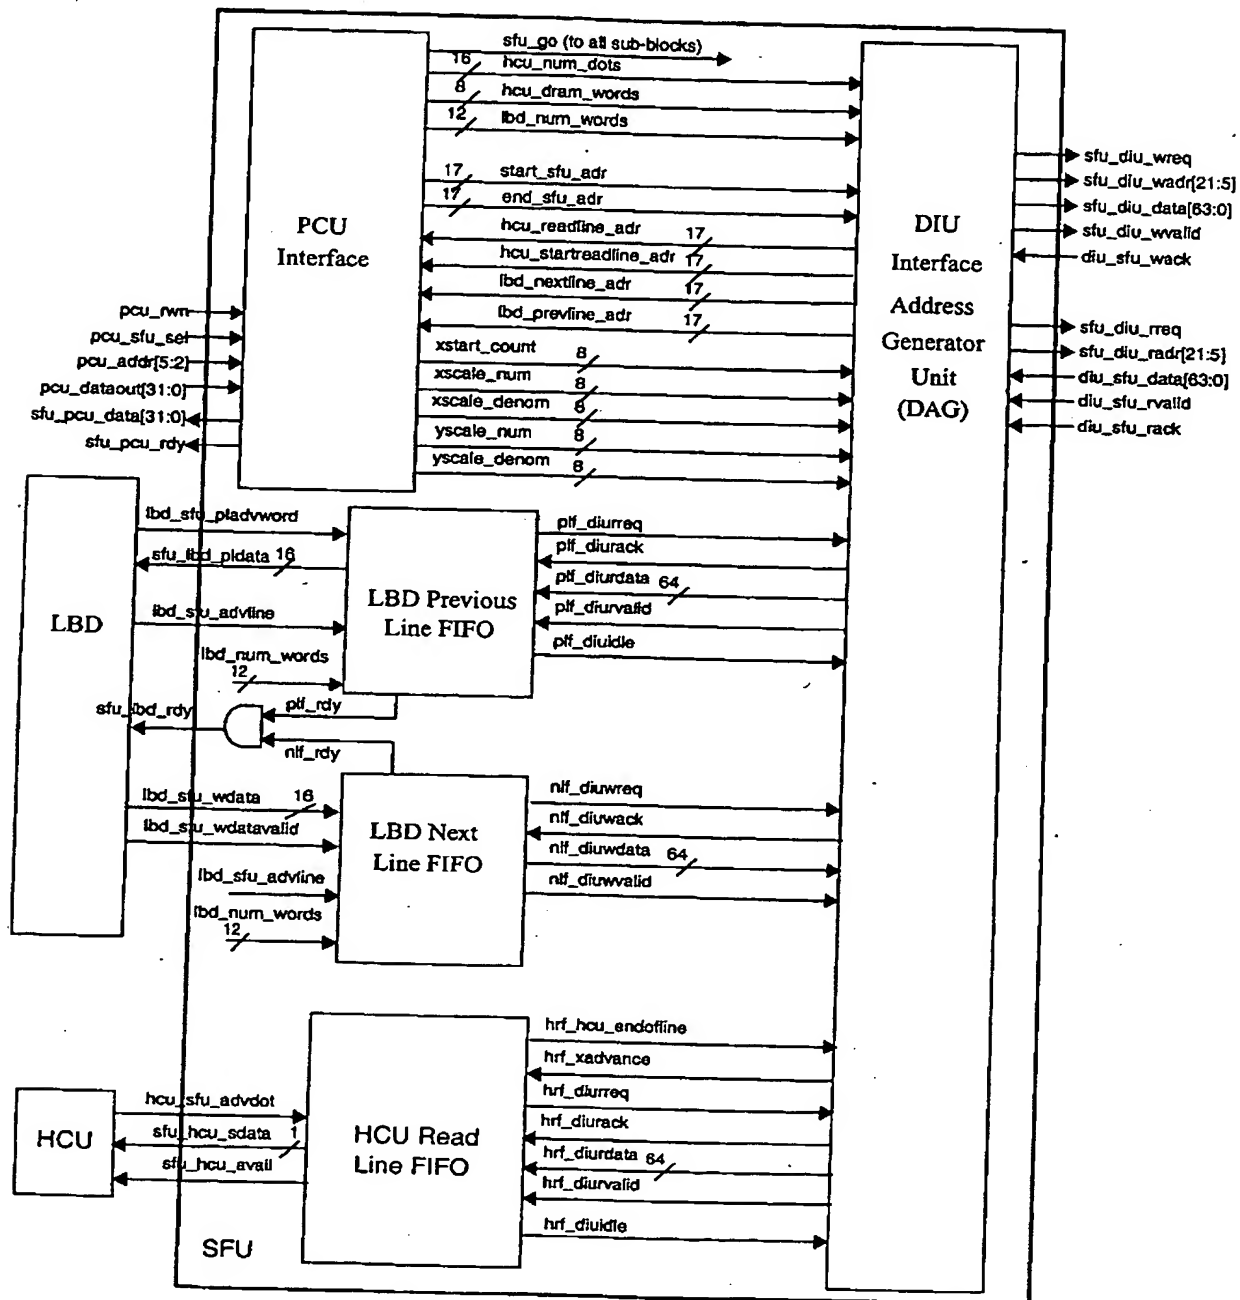 sfu_go (to all sub-blocks)
16 hcu_num_dots
8 hcu_dram_words
12 lbd_num_words
17 start_sfu_adr
17 end_sfu_adr
hcu_readline_adr 17
hcu_startreadline_adr 17
lbd_nextline_adr 17
lbd_prevline_adr 17
xstart_count 8
xscale_num 8
xscale_denom 8
yscale_num 8
yscale_denom 8
PCU
Interface
pcu_rwn
pcu_sfu_sel
pcu_addr[5:2]
pcu_dataout[31:0]
sfu_pcu_data[31:0]
sfu_pcu_rdy
DIU
Interface
Address
Generator
Unit
(DAG)
sfu_diu_wreq
sfu_diu_wadr[21:5]
sfu_diu_data[63:0]
sfu_diu_wvalid
diu_sfu_wack
sfu_diu_rreq
sfu_diu_radr[21:5]
diu_sfu_data[63:0]
diu_sfu_rvalid
diu_sfu_rack
LBD
lbd_sfu_pladvword
sfu_lbd_pldata 16
lbd_sfu_advline
lbd_num_words
12
LBD Previous
Line FIFO
plf_diurreq
plf_diurack
plf_diurdata 64
plf_diurvalid
plf_diuidle
sfu_lbd_rdy
plf_rdy
nlf_rdy
lbd_sfu_wdata 16
lbd_sfu_wdatavalid
lbd_sfu_advline
lbd_num_words
12
LBD Next
Line FIFO
nlf_diuwreq
nlf_diuwack
nlf_diuwdata 64
nlf_diuwvalid
HCU
hcu_sfu_advdot
sfu_hcu_sdata 1
sfu_hcu_avail
HCU Read
Line FIFO
hrf_hcu_endofline
hrf_xadvance
hrf_diurreq
hrf_diurack
hrf_diurdata 64
hrf_diurvalid
hrf_diuidle
SFU